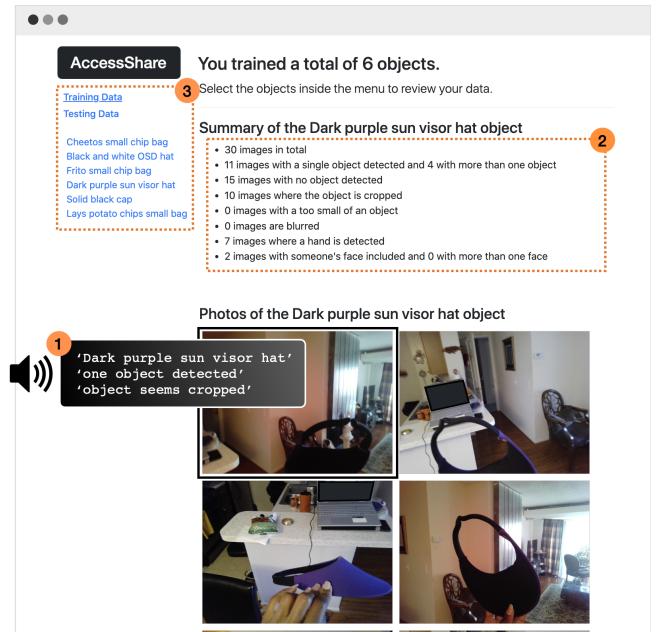 AccessShare
You trained a total of 6 objects.
Select the objects inside the menu to review your data.
3
Training Data
Testing Data
Cheetos small chip bag
Black and white OSD hat
Frito small chip bag
Dark purple sun visor hat
Solid black cap
Lays potato chips small bag
Summary of the Dark purple sun visor hat object
2
• 30 images in total
• 11 images with a single object detected and 4 with more than one object
• 15 images with no object detected
• 10 images where the object is cropped
• 0 images with a too small of an object
• 0 images are blurred
• 7 images where a hand is detected
• 2 images with someone's face included and 0 with more than one face
Photos of the Dark purple sun visor hat object
1
‘Dark purple sun visor hat’
‘one object detected’
‘object seems cropped’